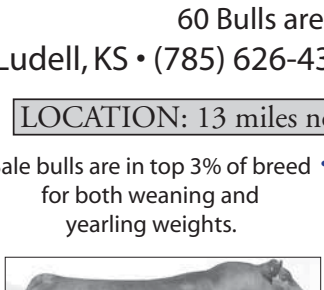 60 Bulls are
Ludell, KS • (785) 626-43
LOCATION: 13 miles
ale bulls are in top 3% of breed •
for both weaning and
yearling weights.